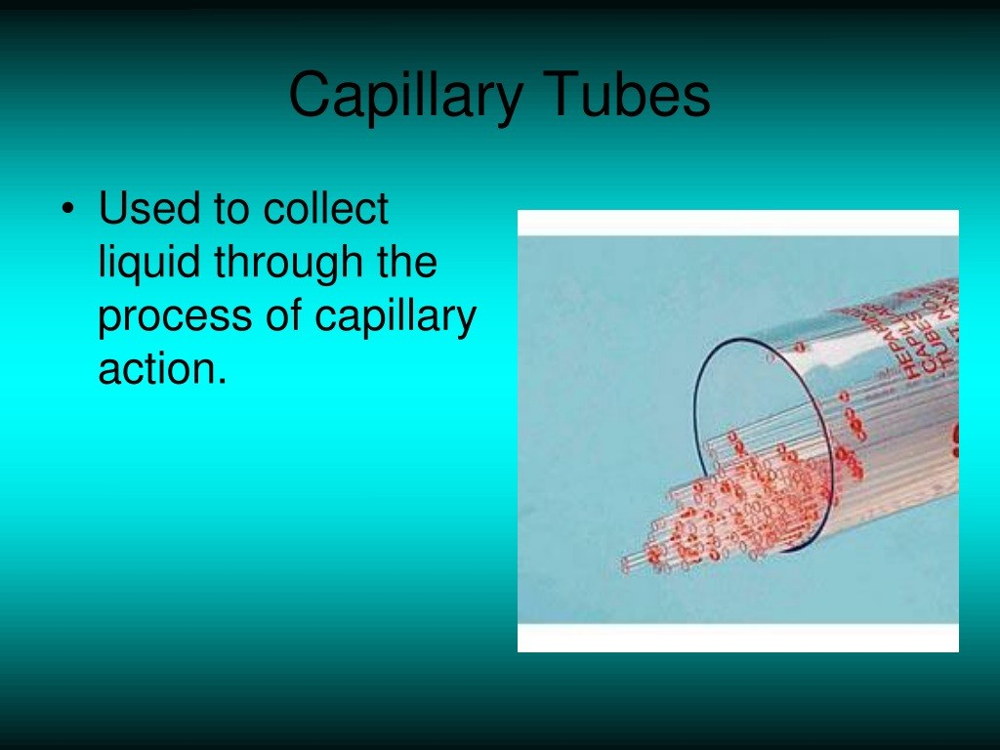 Capillary Tubes
• Used to collect
liquid through the
process of capillary
action.